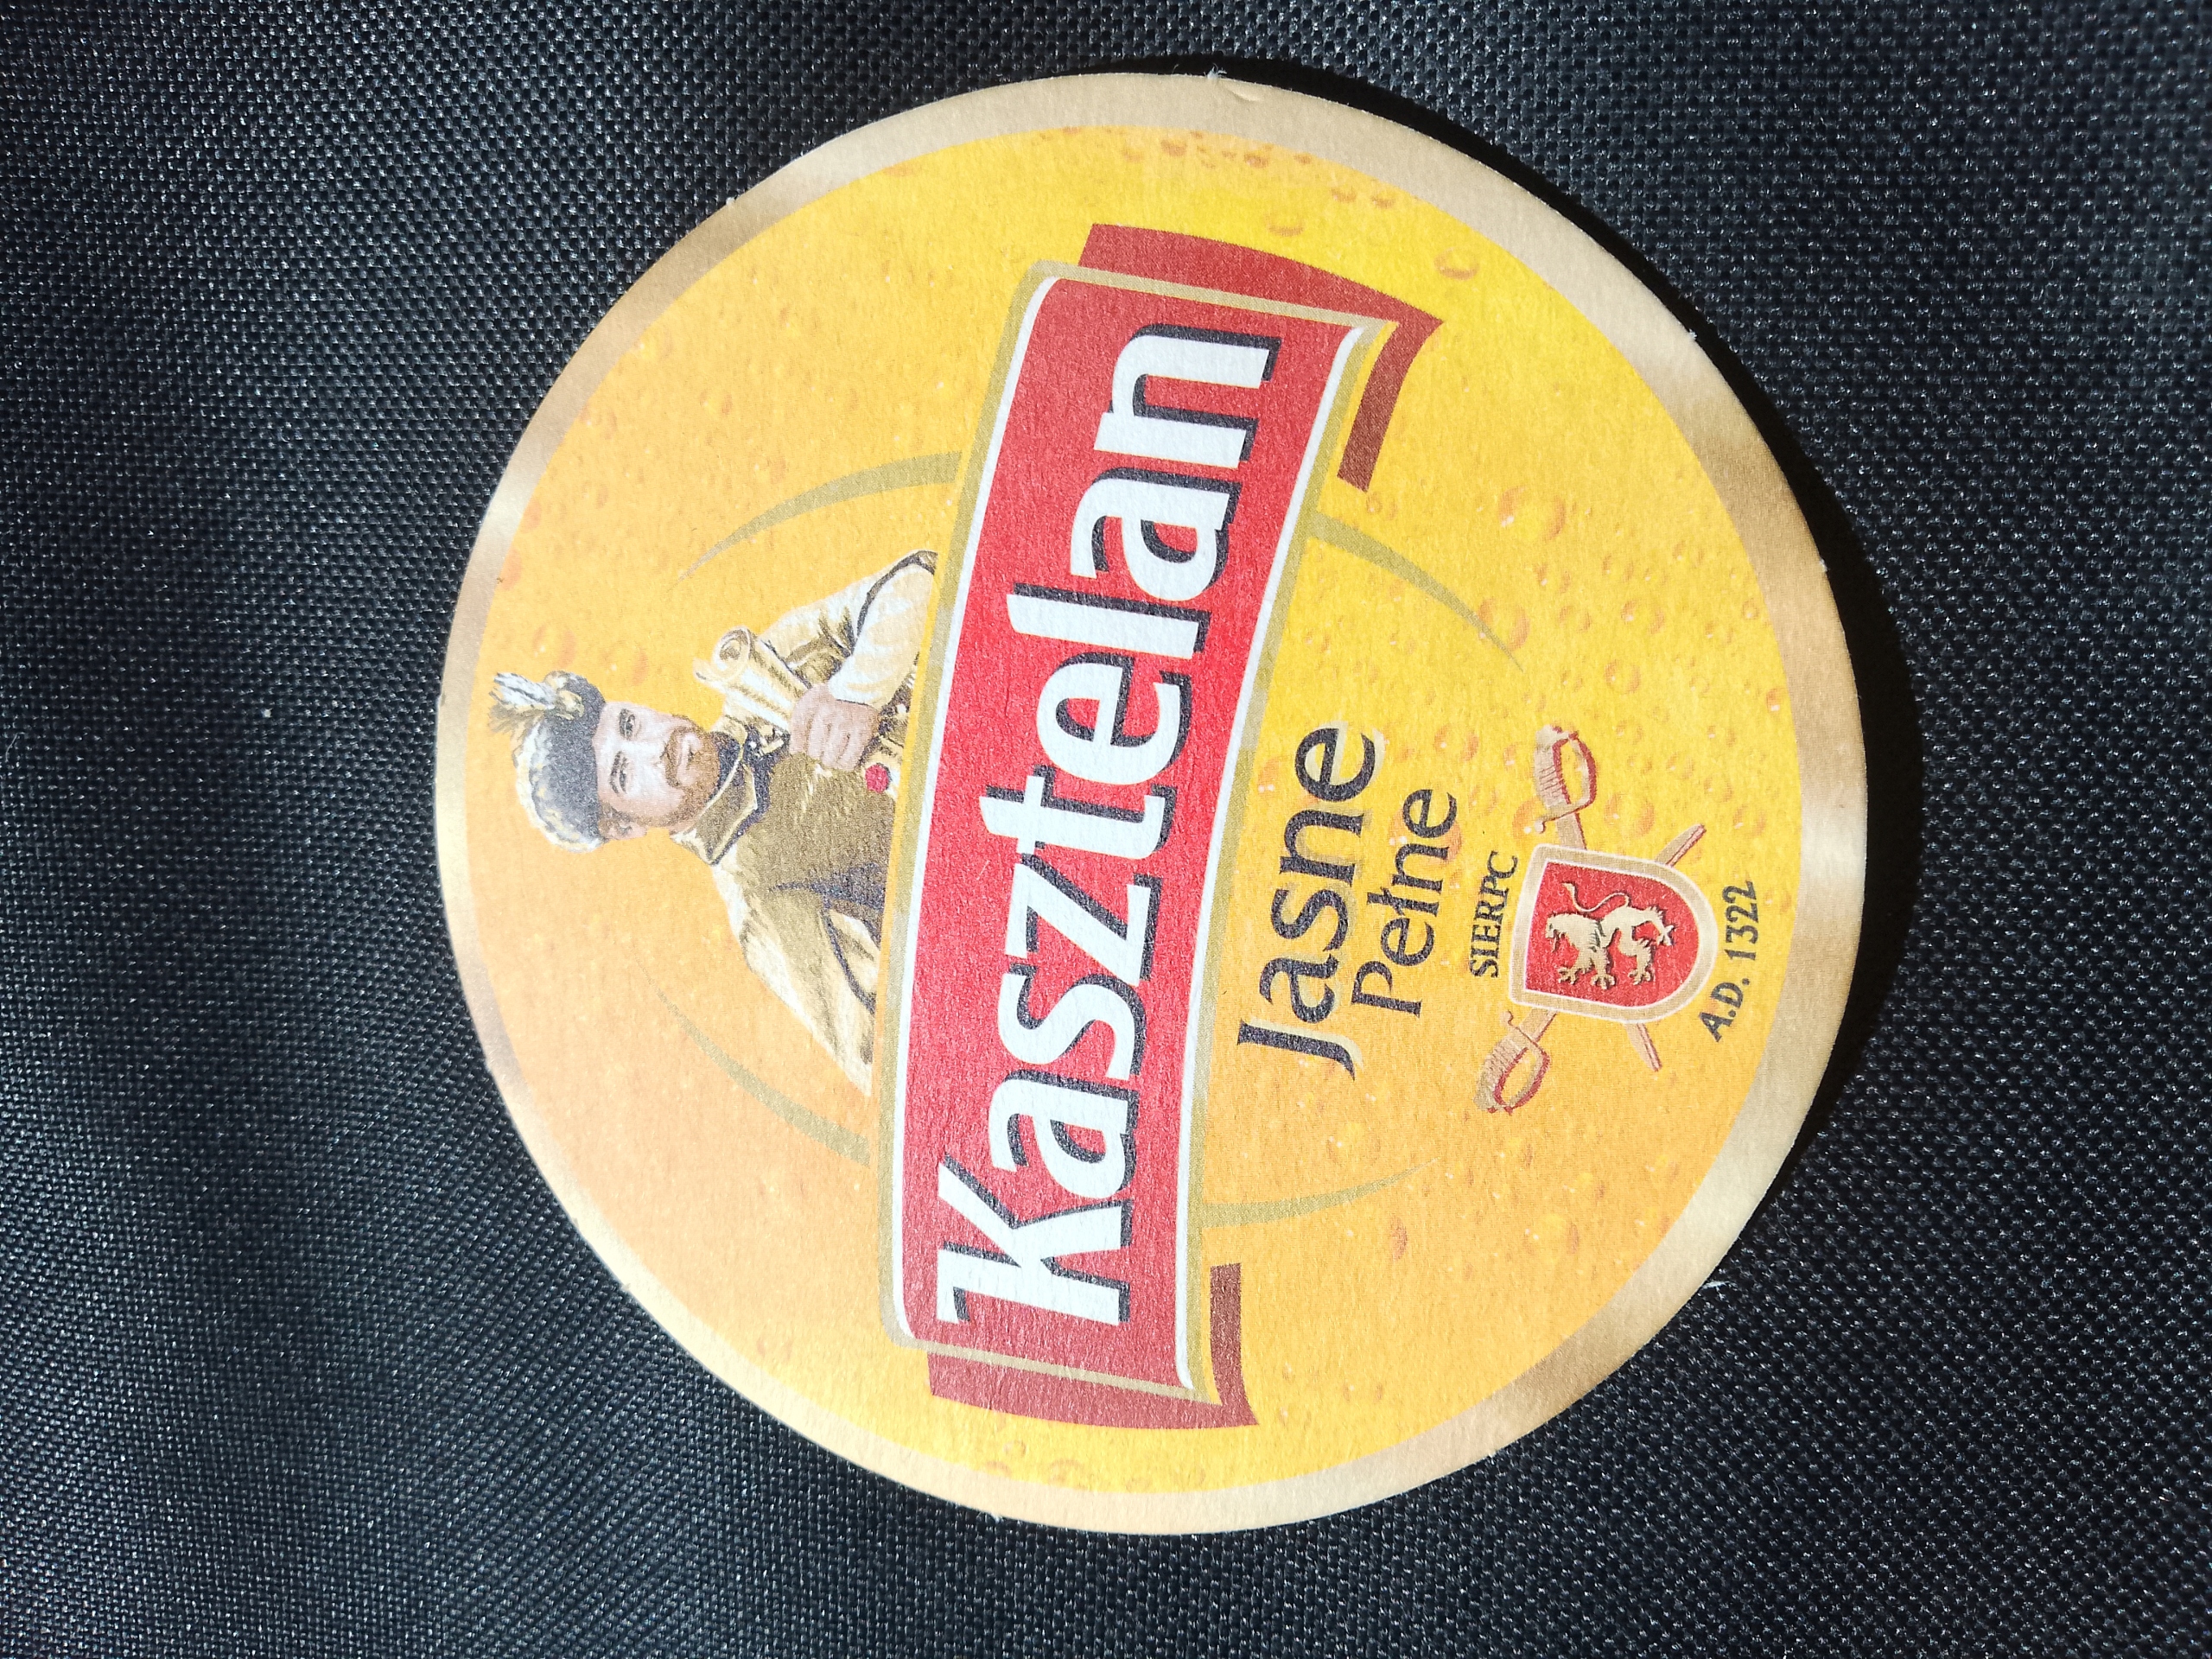 Kasztelan
Jasne
Pełne
SIERPC
A.D. 1322